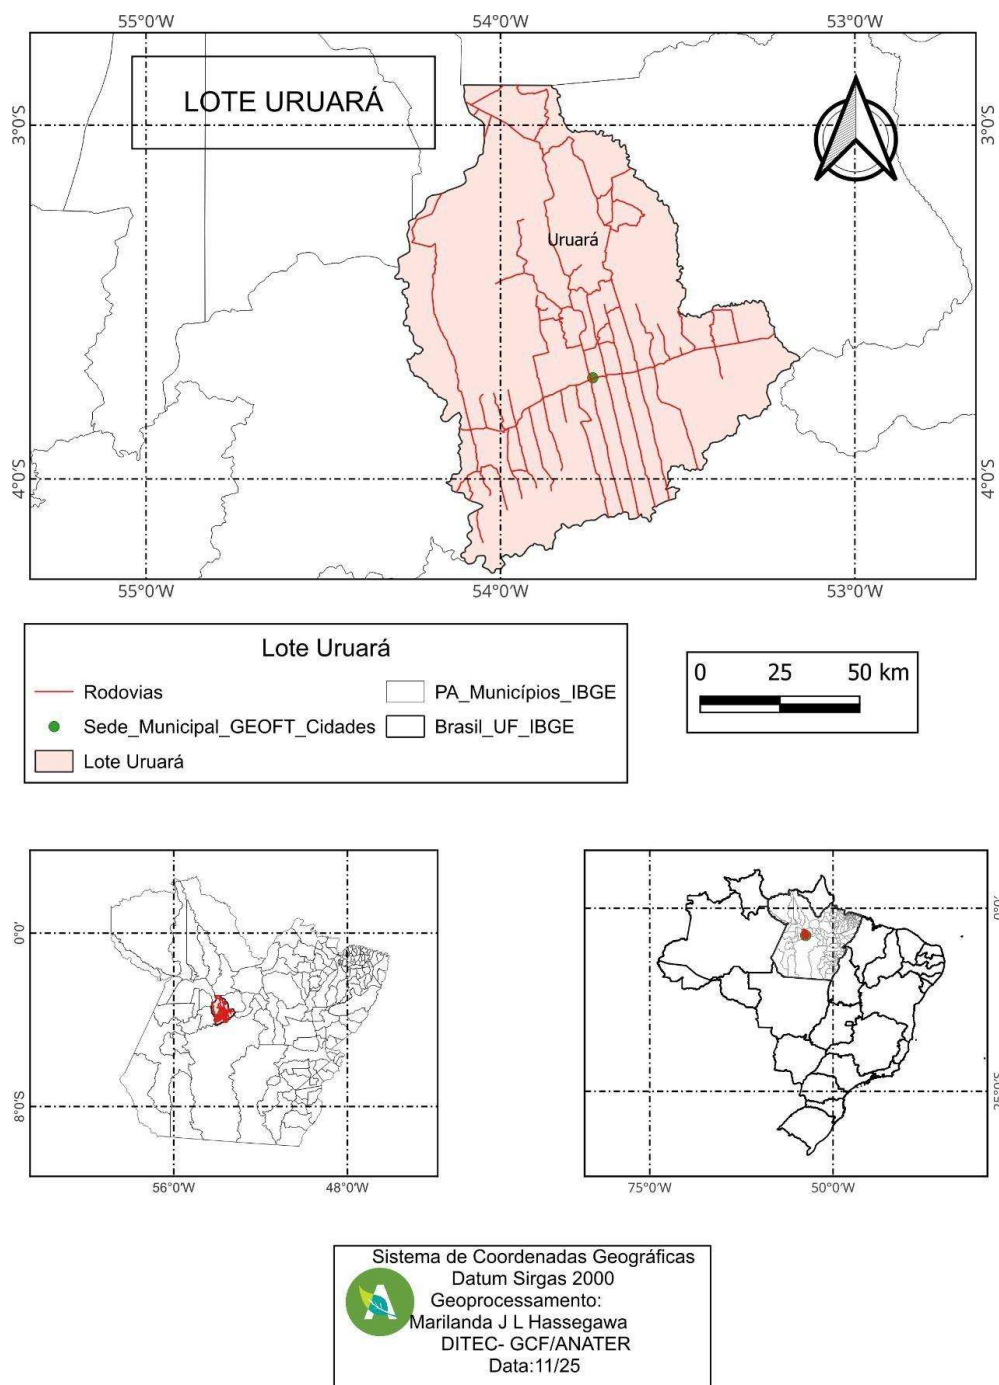 55°0'W 54°0'W 53°0'W
LOTE URUARÁ
3°0'S 3°0'S
Uruará
4°0'S 4°0'S
55°0'W 54°0'W 53°0'W
Lote Uruará
Rodovias
PA_Municípios_IBGE
Sede_Municipal_GEOFT_Cidades
Brasil_UF_IBGE
Lote Uruará
0 25 50 km
0°0'
8°0'S
56°0'W 48°0'W
75°0'W 50°0'W
Sistema de Coordenadas Geográficas
Datum Sirgas 2000
Geoprocessamento:
Marilanda J L Hassegawa
DITEC- GCF/ANATER
Data:11/25